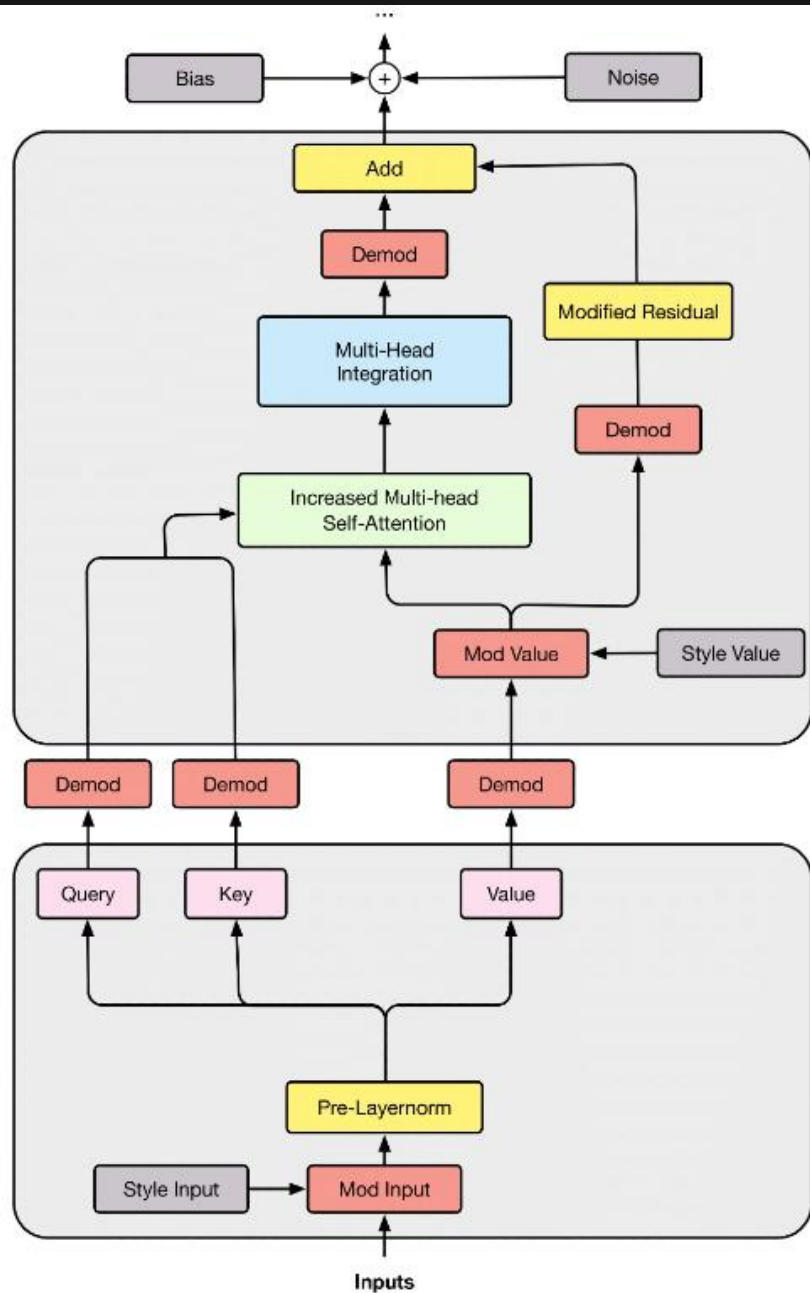 ...
Bias
+
Noise
Add
Demod
Modified Residual
Multi-Head
Integration
Demod
Increased Multi-head
Self-Attention
Mod Value
Style Value
Demod
Demod
Demod
Query
Key
Value
Pre-Layernorm
Style Input
Mod Input
Inputs